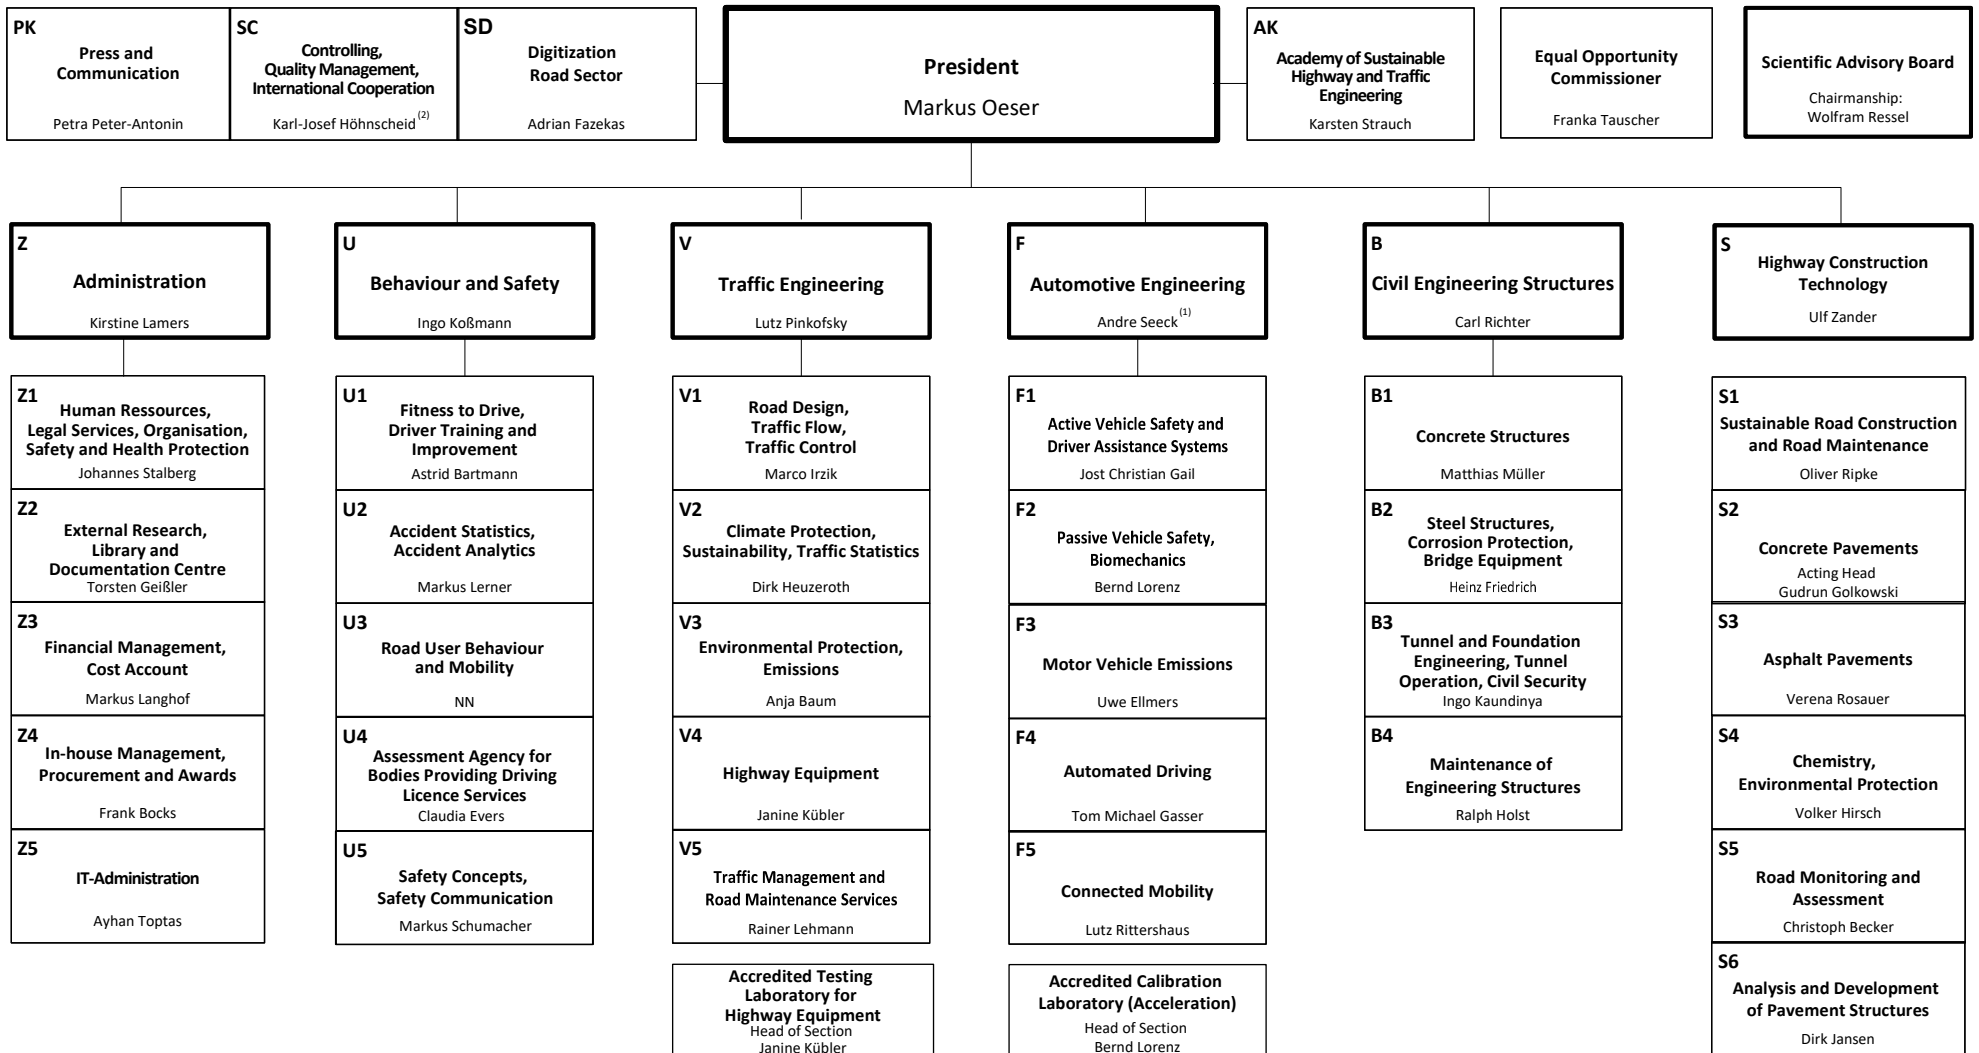 PK
Press and
Communication
Petra Peter-Antonin
SC
Controlling,
Quality Management,
International Cooperation
Karl-Josef Höhnscheid (2)
SD
Digitization
Road Sector
Adrian Fazekas
President
Markus Oeser
AK
Academy of Sustainable
Highway and Traffic
Engineering
Karsten Strauch
Equal Opportunity
Commissioner
Franka Tauscher
Scientific Advisory Board
Chairmanship:
Wolfram Ressel
Z
Administration
Kirstine Lamers
U
Behaviour and Safety
Ingo Koßmann
V
Traffic Engineering
Lutz Pinkofsky
F
Automotive Engineering
Andre Seeck (1)
B
Civil Engineering Structures
Carl Richter
S
Highway Construction
Technology
Ulf Zander
Z1
Human Ressources,
Legal Services, Organisation,
Safety and Health Protection
Johannes Stalberg
Z2
External Research,
Library and
Documentation Centre
Torsten Geißler
Z3
Financial Management,
Cost Account
Markus Langhof
Z4
In-house Management,
Procurement and Awards
Frank Bocks
Z5
IT-Administration
Ayhan Toptas
U1
Fitness to Drive,
Driver Training and
Improvement
Astrid Bartmann
U2
Accident Statistics,
Accident Analytics
Markus Lerner
U3
Road User Behaviour
and Mobility
NN
U4
Assessment Agency for
Bodies Providing Driving
Licence Services
Claudia Evers
U5
Safety Concepts,
Safety Communication
Markus Schumacher
V1
Road Design,
Traffic Flow,
Traffic Control
Marco Irzik
V2
Climate Protection,
Sustainability, Traffic Statistics
Dirk Heuzeroth
V3
Environmental Protection,
Emissions
Anja Baum
V4
Highway Equipment
Janine Kübler
V5
Traffic Management and
Road Maintenance Services
Rainer Lehmann
Accredited Testing
Laboratory for
Highway Equipment
Head of Section
Janine Kübler
F1
Active Vehicle Safety and
Driver Assistance Systems
Jost Christian Gail
F2
Passive Vehicle Safety,
Biomechanics
Bernd Lorenz
F3
Motor Vehicle Emissions
Uwe Ellmers
F4
Automated Driving
Tom Michael Gasser
F5
Connected Mobility
Lutz Rittershaus
Accredited Calibration
Laboratory (Acceleration)
Head of Section
Bernd Lorenz
B1
Concrete Structures
Matthias Müller
B2
Steel Structures,
Corrosion Protection,
Bridge Equipment
Heinz Friedrich
B3
Tunnel and Foundation
Engineering, Tunnel
Operation, Civil Security
Ingo Kaundinya
B4
Maintenance of
Engineering Structures
Ralph Holst
S1
Sustainable Road Construction
and Road Maintenance
Oliver Ripke
S2
Concrete Pavements
Acting Head
Gudrun Golkowski
S3
Asphalt Pavements
Verena Rosauer
S4
Chemistry,
Environmental Protection
Volker Hirsch
S5
Road Monitoring and
Assessment
Christoph Becker
S6
Analysis and Development
of Pavement Structures
Dirk Jansen